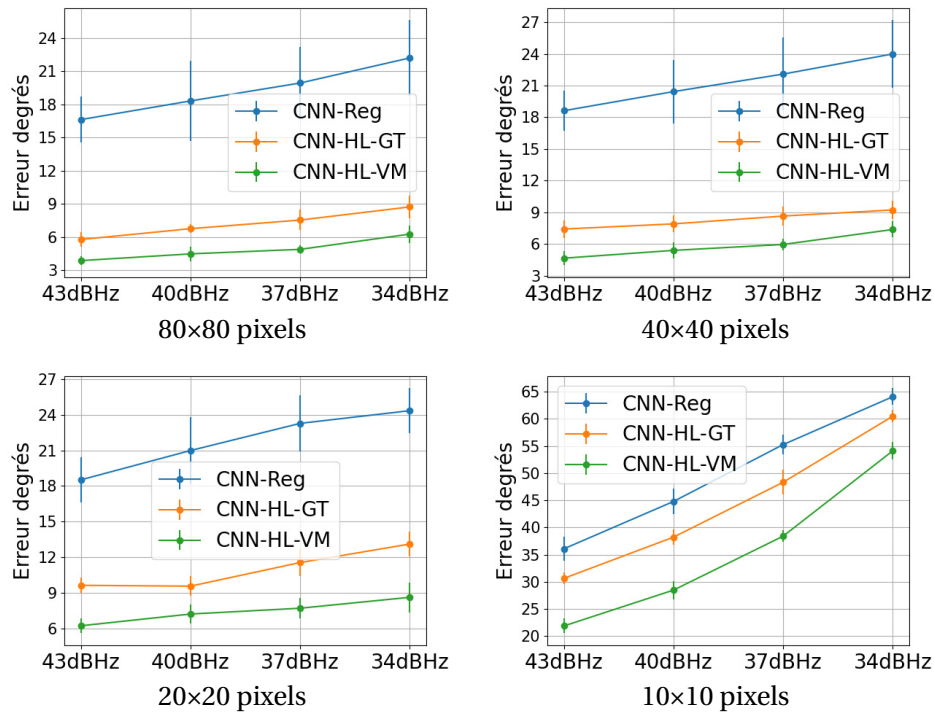 24
21
18
15
12
9
6
3
Erreur degrés
CNN-Reg
CNN-HL-GT
CNN-HL-VM
43dBHz 40dBHz 37dBHz 34dBHz
80×80 pixels
27
24
21
18
15
12
9
6
3
Erreur degrés
CNN-Reg
CNN-HL-GT
CNN-HL-VM
43dBHz 40dBHz 37dBHz 34dBHz
40×40 pixels
27
24
21
18
15
12
9
6
Erreur degrés
CNN-Reg
CNN-HL-GT
CNN-HL-VM
43dBHz 40dBHz 37dBHz 34dBHz
20×20 pixels
65
60
55
50
45
40
35
30
25
20
Erreur degrés
CNN-Reg
CNN-HL-GT
CNN-HL-VM
43dBHz 40dBHz 37dBHz 34dBHz
10×10 pixels